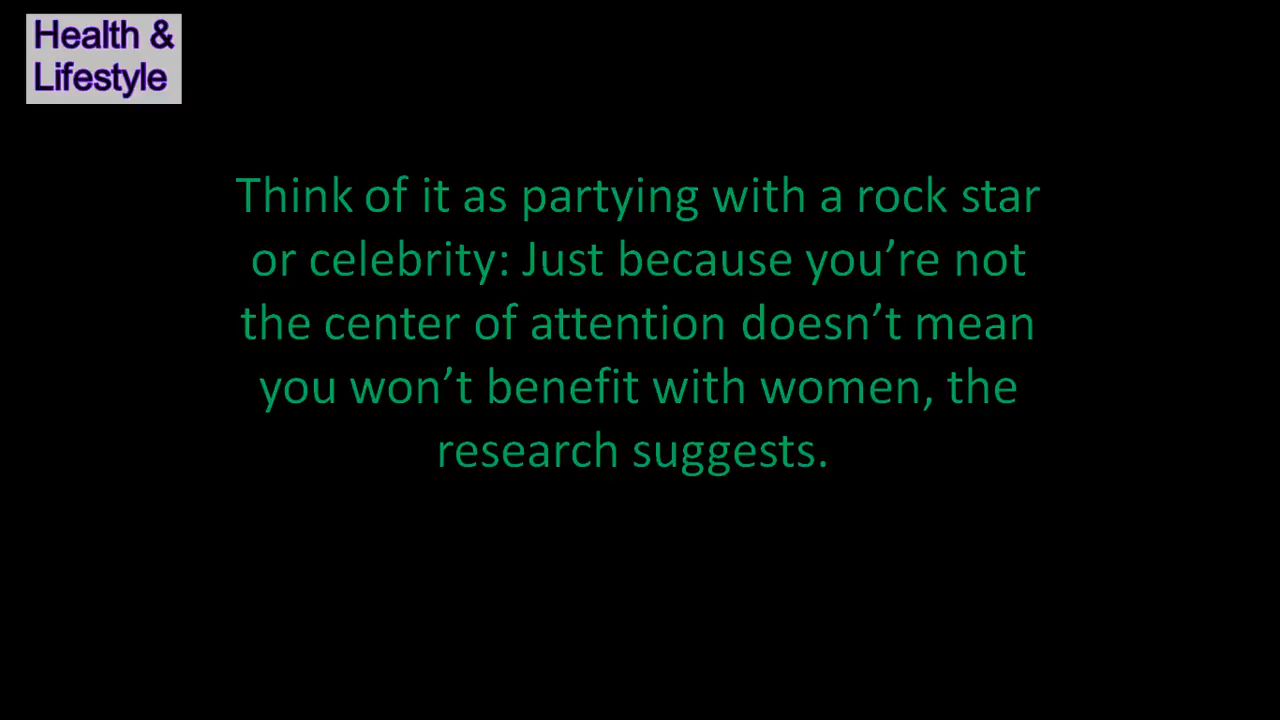 Health &
Lifestyle
Think of it as partying with a rock star
or celebrity: Just because you’re not
the center of attention doesn’t mean
you won’t benefit with women, the
research suggests.